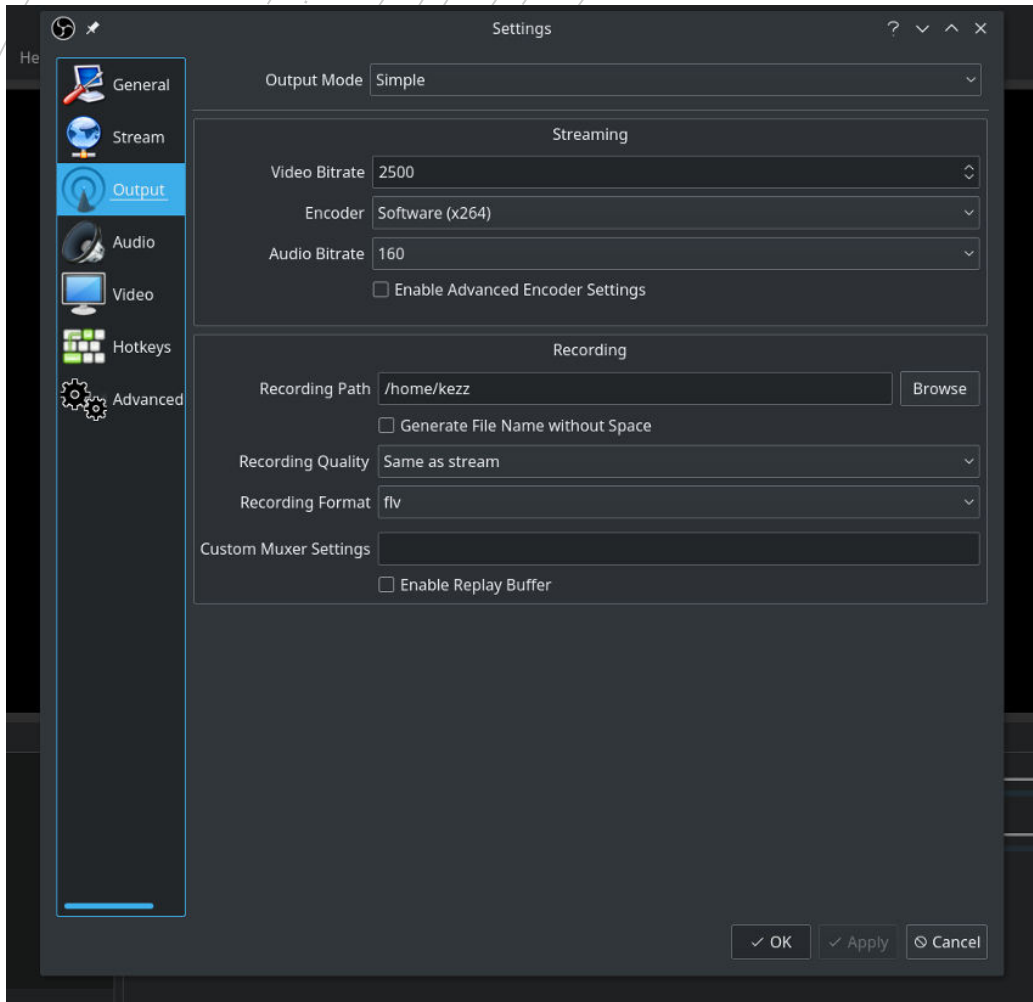 Settings
?
He
General
Stream
Output
Audio
Video
Hotkeys
Advanced
Output Mode Simple
Streaming
Video Bitrate 2500
Encoder Software (x264)
Audio Bitrate 160
Enable Advanced Encoder Settings
Recording
Recording Path /home/kezz Browse
Generate File Name without Space
Recording Quality Same as stream
Recording Format flv
Custom Muxer Settings
Enable Replay Buffer
OK Apply Cancel